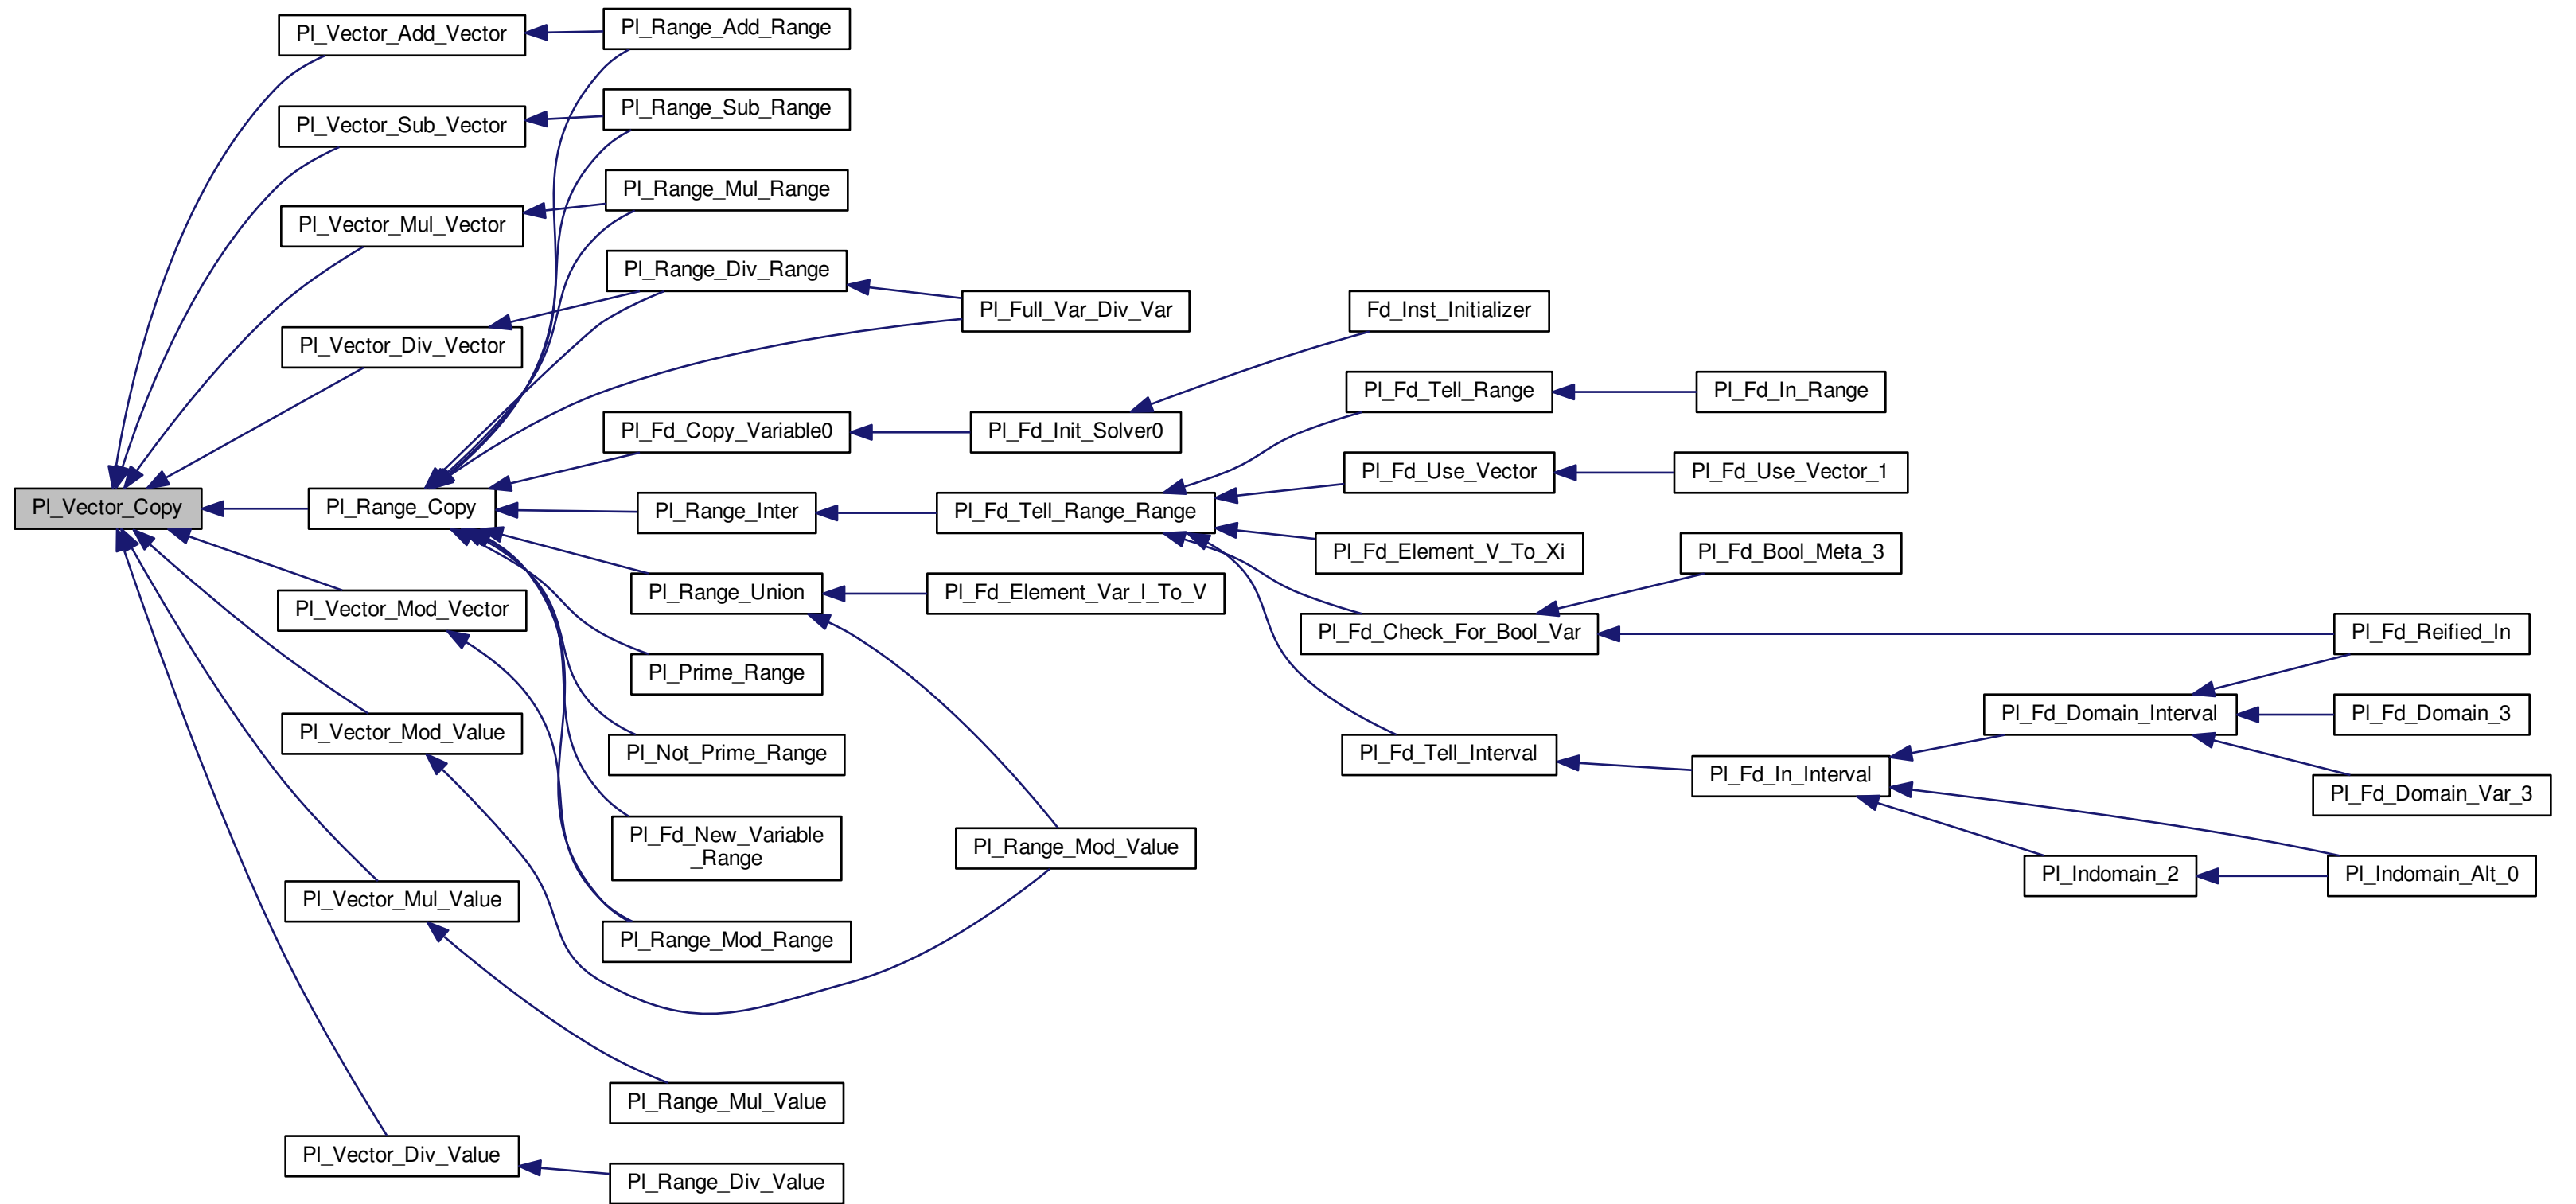 Pl_Vector_Copy
Pl_Vector_Add_Vector
Pl_Vector_Sub_Vector
Pl_Vector_Mul_Vector
Pl_Vector_Div_Vector
Pl_Range_Copy
Pl_Vector_Mod_Vector
Pl_Vector_Mod_Value
Pl_Vector_Mul_Value
Pl_Vector_Div_Value
Pl_Range_Add_Range
Pl_Range_Sub_Range
Pl_Range_Mul_Range
Pl_Range_Div_Range
Pl_Fd_Copy_Variable0
Pl_Range_Inter
Pl_Range_Union
Pl_Prime_Range
Pl_Not_Prime_Range
Pl_Fd_New_Variable
_Range
Pl_Range_Mod_Range
Pl_Range_Mul_Value
Pl_Range_Div_Value
Pl_Full_Var_Div_Var
Pl_Fd_Init_Solver0
Pl_Fd_Tell_Range_Range
Pl_Fd_Element_Var_I_To_V
Pl_Range_Mod_Value
Fd_Inst_Initializer
Pl_Fd_Tell_Range
Pl_Fd_Use_Vector
Pl_Fd_Element_V_To_Xi
Pl_Fd_Check_For_Bool_Var
Pl_Fd_Tell_Interval
Pl_Fd_In_Range
Pl_Fd_Use_Vector_1
Pl_Fd_Bool_Meta_3
Pl_Fd_In_Interval
Pl_Fd_Domain_Interval
Pl_Indomain_2
Pl_Fd_Reified_In
Pl_Fd_Domain_3
Pl_Fd_Domain_Var_3
Pl_Indomain_Alt_0